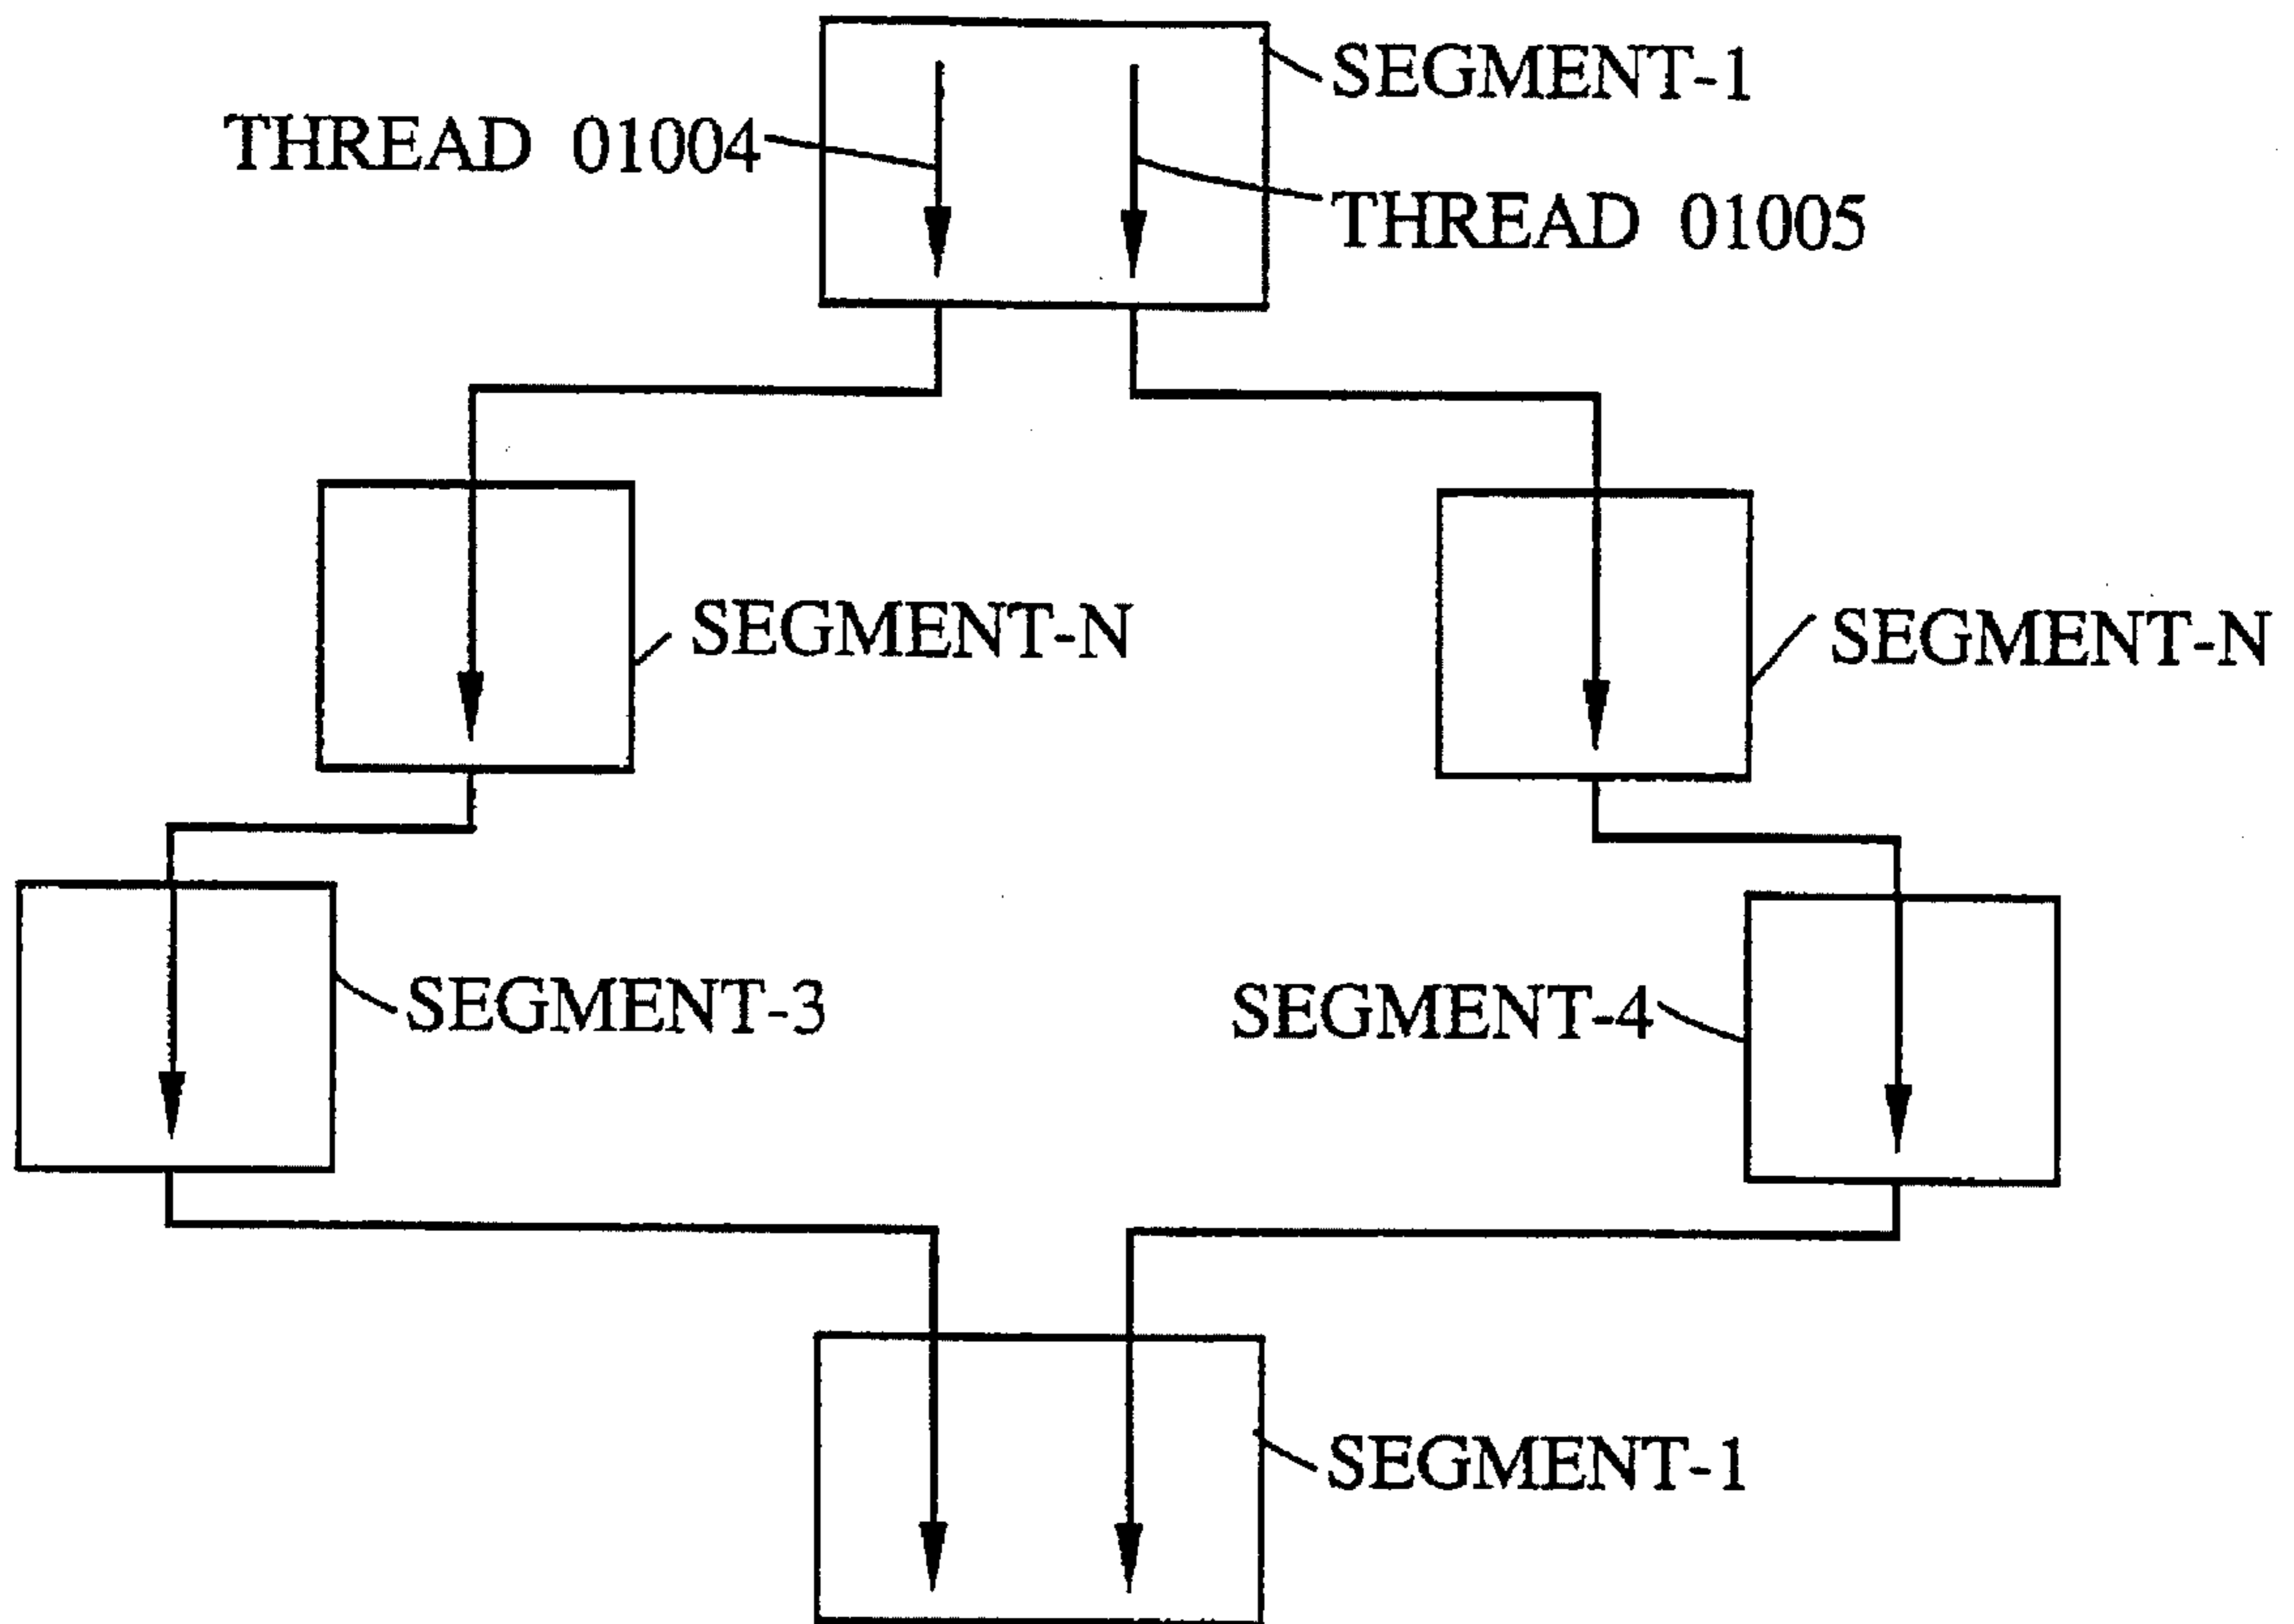 SEGMENT-1
THREAD 01004
THREAD 01005
SEGMENT-N
SEGMENT-N
SEGMENT-3
SEGMENT-4
SEGMENT-1